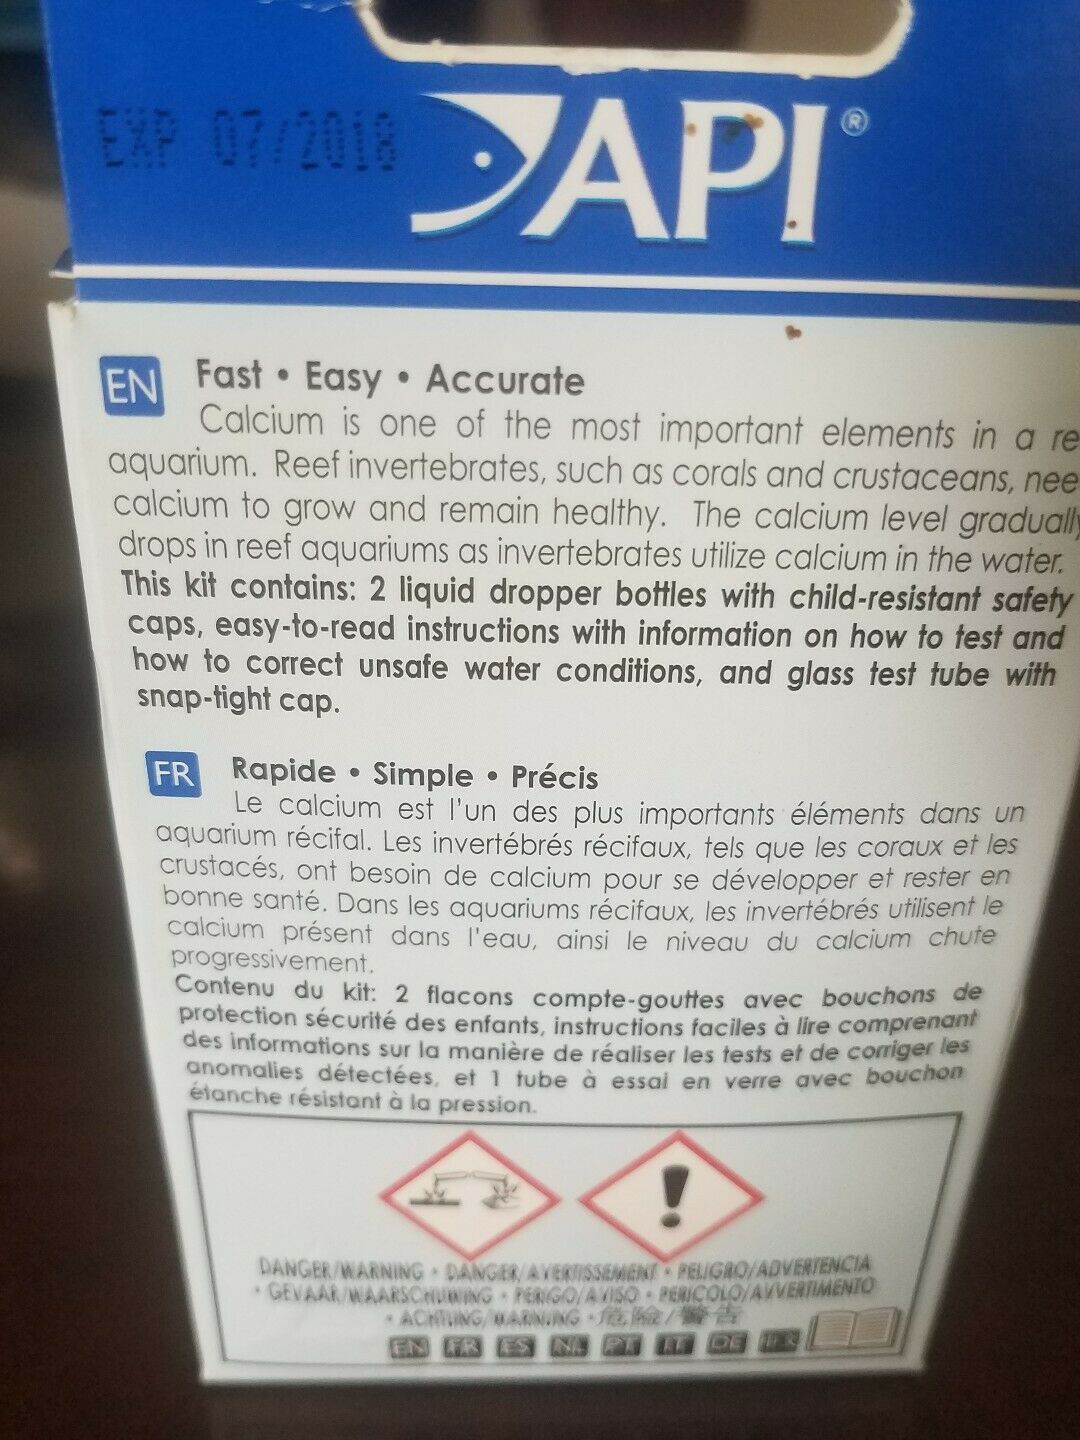 EXP 07/2018
API®
EN Fast • Easy • Accurate
Calcium is one of the most important elements in a re
aquarium. Reef invertebrates, such as corals and crustaceans, nee
calcium to grow and remain healthy. The calcium level gradually
drops in reef aquariums as invertebrates utilize calcium in the water.
This kit contains: 2 liquid dropper bottles with child-resistant safety
caps, easy-to-read instructions with information on how to test and
how to correct unsafe water conditions, and glass test tube with
snap-tight cap.
FR Rapide • Simple • Précis
Le calcium est l'un des plus importants éléments dans un
aquarium récifal. Les invertébrés récifaux, tels que les coraux et les
crustacés, ont besoin de calcium pour se développer et rester en
bonne santé. Dans les aquariums récifaux, les invertébrés utilisent le
calcium présent dans l'eau, ainsi le niveau du calcium chute
progressivement.
Contenu du kit: 2 flacons compte-gouttes avec bouchons de
protection sécurité des enfants, instructions faciles à lire comprenant
des informations sur la manière de réaliser les tests et de corriger les
anomalies détectées, et 1 tube à essai en verre avec bouchon
étanche résistant à la pression.
DANGER/WARNING • DANGER/AVERTISSEMENT • PELIGRO/ADVERTENCIA
• GEVAAR/WAARSCHUWING • PERIGO/AVISO • PERICOLO/AVVERTIMENTO
• ACHTUNG/WARNUNG • 危險/警告
EN FR ES NL PT IT DE